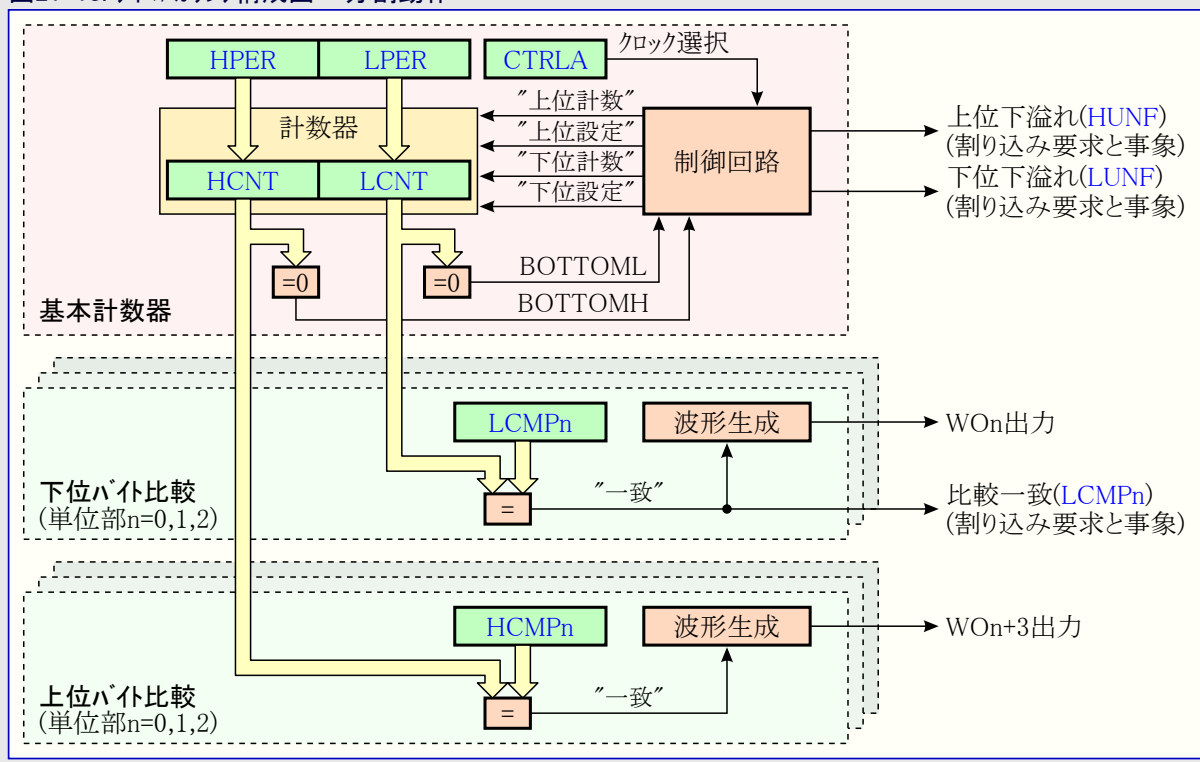 HPER
LPER
CTRLA
クロック選択
計数器
"上位計数"
"上位設定"
"下位計数"
"下位設定"
制御回路
上位下溢れ(HUNF)
(割り込み要求と事象)
下位下溢れ(LUNF)
(割り込み要求と事象)
HCNT
LCNT
=0
=0
BOTTOML
BOTTOMH
基本計数器
LCMPn
波形生成
WOn出力
下位バイト比較
(単位部n=0,1,2)
=
"一致"
比較一致(LCMPn)
(割り込み要求と事象)
HCMPn
波形生成
WOn+3出力
上位バイト比較
(単位部n=0,1,2)
=
"一致"